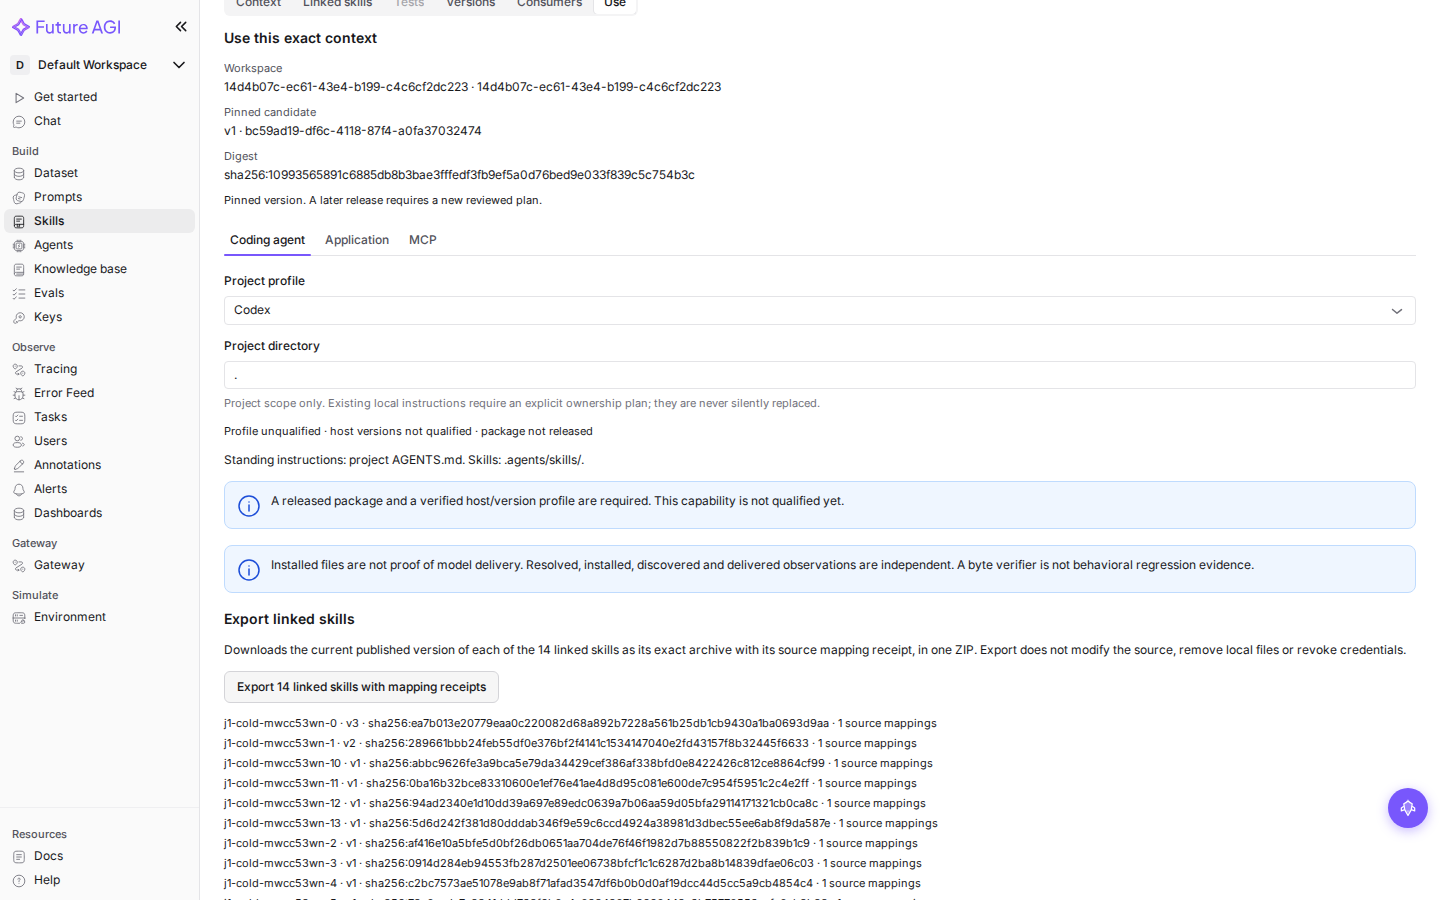 Future AGI
D Default Workspace
Get started
Chat
Build
Dataset
Prompts
Skills
Agents
Knowledge base
Evals
Keys
Observe
Tracing
Error Feed
Tasks
Users
Annotations
Alerts
Dashboards
Gateway
Gateway
Simulate
Environment
Resources
Docs
Help
Context Linked skills Tests Versions Consumers Use
Use this exact context
Workspace
14d4b07c-ec61-43e4-b199-c4c6cf2dc223 · 14d4b07c-ec61-43e4-b199-c4c6cf2dc223
Pinned candidate
v1 · bc59ad19-df6c-4118-87f4-a0fa37032474
Digest
sha256:10993565891c6885db8b3bae3fffedf3fb9ef5a0d76bed9e033f839c5c754b3c
Pinned version. A later release requires a new reviewed plan.
Coding agent Application MCP
Project profile
Codex
Project directory
.
Project scope only. Existing local instructions require an explicit ownership plan; they are never silently replaced.
Profile unqualified · host versions not qualified · package not released
Standing instructions: project AGENTS.md. Skills: .agents/skills/.
A released package and a verified host/version profile are required. This capability is not qualified yet.
Installed files are not proof of model delivery. Resolved, installed, discovered and delivered observations are independent. A byte verifier is not behavioral regression evidence.
Export linked skills
Downloads the current published version of each of the 14 linked skills as its exact archive with its source mapping receipt, in one ZIP. Export does not modify the source, remove local files or revoke credentials.
Export 14 linked skills with mapping receipts
j1-cold-mwcc53wn-0 · v3 · sha256:ea7b013e20779eaa0c220082d68a892b7228a561b25db1cb9430a1ba0693d9aa · 1 source mappings
j1-cold-mwcc53wn-1 · v2 · sha256:289661bbb24feb55df0e376bf2f4141c1534147040e2fd43157f8b32445f6633 · 1 source mappings
j1-cold-mwcc53wn-10 · v1 · sha256:abbc9626fe3a9bca5e79da34429cef386af338bfd0e8422426c812ce8864cf99 · 1 source mappings
j1-cold-mwcc53wn-11 · v1 · sha256:0ba16b32bce83310600e1ef76e41ae4d8d95c081e600de7c954f5951c2c4e2ff · 1 source mappings
j1-cold-mwcc53wn-12 · v1 · sha256:94ad2340e1d10dd39a697e89edc0639a7b06aa59d05bfa29114171321cb0ca8c · 1 source mappings
j1-cold-mwcc53wn-13 · v1 · sha256:5d6d242f381d80dddab346f9e59c6ccd4924a38981d3dbec55ee6ab8f9da587e · 1 source mappings
j1-cold-mwcc53wn-2 · v1 · sha256:af416e10a5bfe5d0bf26db0651aa704de76f46f1982d7b88550822f2b839b1c9 · 1 source mappings
j1-cold-mwcc53wn-3 · v1 · sha256:0914d284eb94553fb287d2501ee06738bfcf1c1c6287d2ba8b14839dfae06c03 · 1 source mappings
j1-cold-mwcc53wn-4 · v1 · sha256:c2bc7573ae51078e9ab8f71afad3547df6b0b0d0af19dcc44d5cc5a9cb4854c4 · 1 source mappings